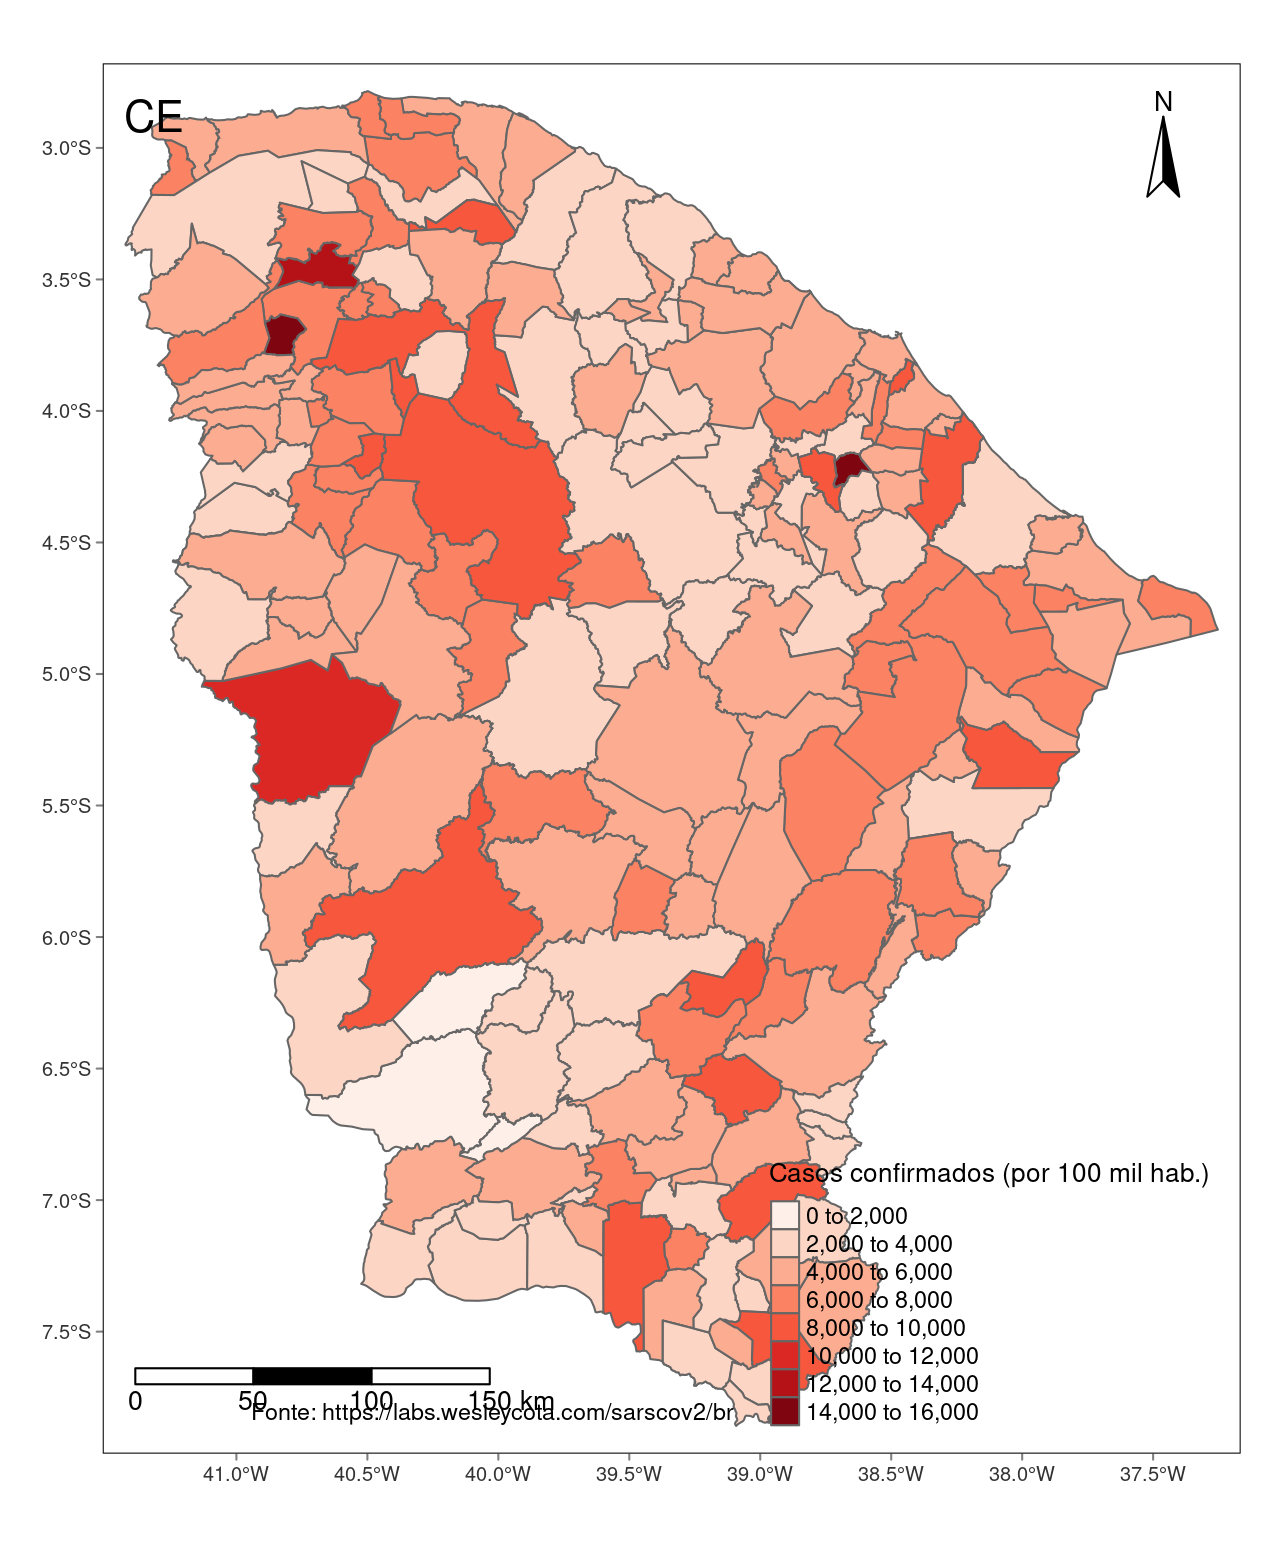 CE
N
3.0°S
3.5°S
4.0°S
4.5°S
5.0°S
5.5°S
6.0°S
6.5°S
7.0°S
7.5°S
Casos confirmados (por 100 mil hab.)
0 to 2,000
2,000 to 4,000
4,000 to 6,000
6,000 to 8,000
8,000 to 10,000
10,000 to 12,000
12,000 to 14,000
14,000 to 16,000
0 50 100 150 km
Fonte: https://labs.wesleycota.com/sarscov2/br
41.0°W 40.5°W 40.0°W 39.5°W 39.0°W 38.5°W 38.0°W 37.5°W